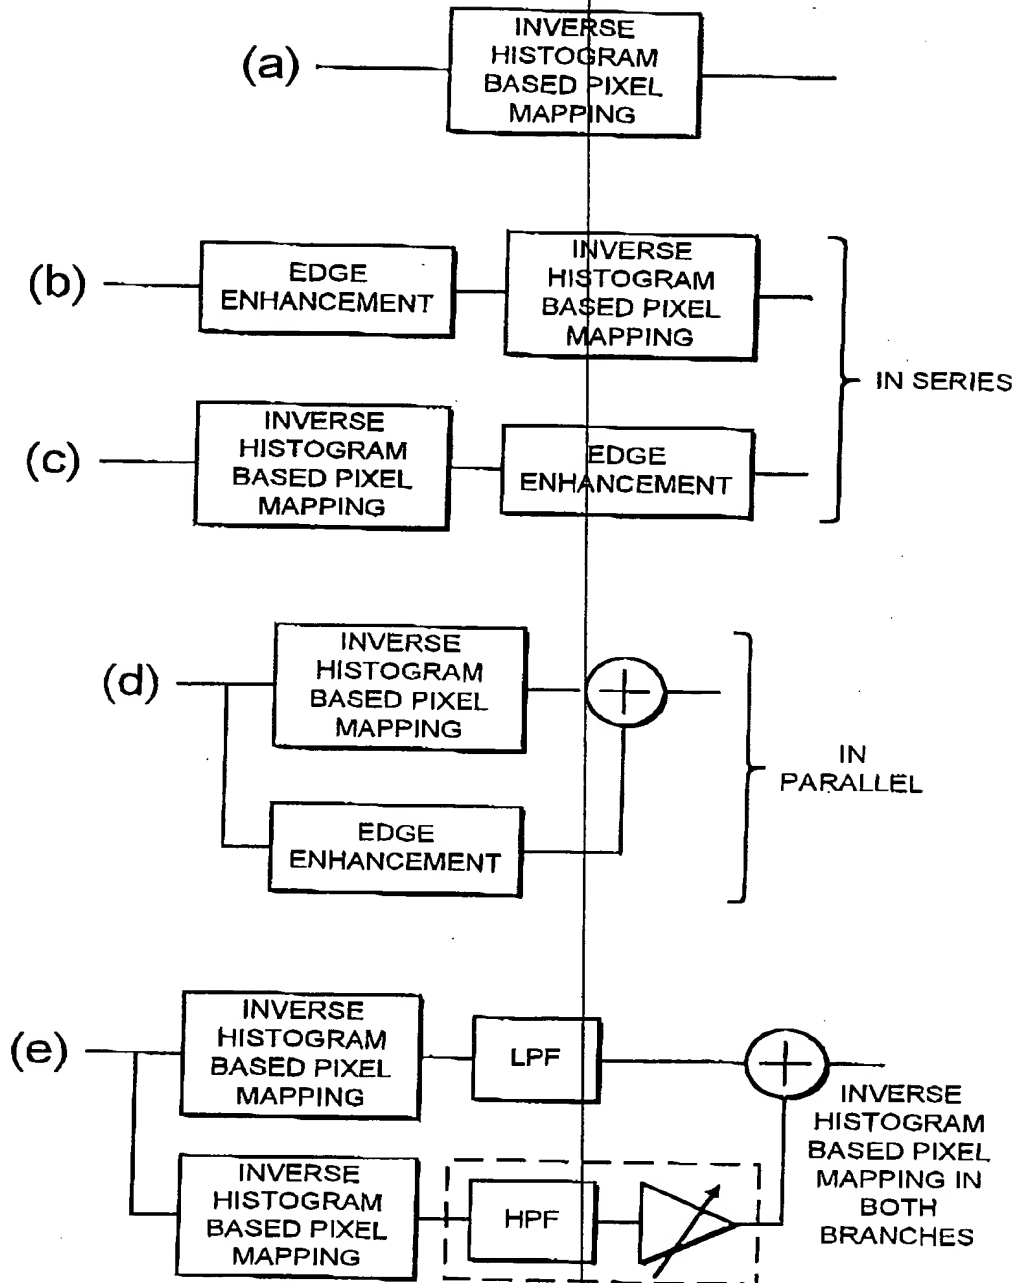 INVERSE
HISTOGRAM
BASED PIXEL
MAPPING
(a)
(b)
EDGE
ENHANCEMENT
INVERSE
HISTOGRAM
BASED PIXEL
MAPPING
(c)
INVERSE
HISTOGRAM
BASED PIXEL
MAPPING
EDGE
ENHANCEMENT
IN SERIES
(d)
INVERSE
HISTOGRAM
BASED PIXEL
MAPPING
EDGE
ENHANCEMENT
IN
PARALLEL
(e)
INVERSE
HISTOGRAM
BASED PIXEL
MAPPING
LPF
INVERSE
HISTOGRAM
BASED PIXEL
MAPPING
HPF
INVERSE
HISTOGRAM
BASED PIXEL
MAPPING IN
BOTH
BRANCHES